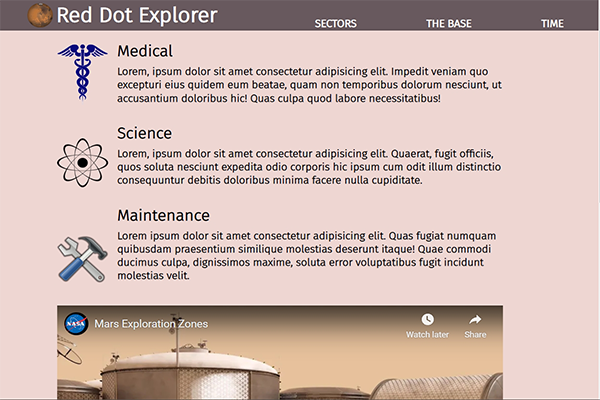 Red Dot Explorer
SECTORS THE BASE TIME
Medical
Lorem, ipsum dolor sit amet consectetur adipisicing elit. Impedit veniam quo
excepturi eius quidem eum beatae, quam non temporibus dolorum nesciunt, ut
accusantium doloribus hic! Quas culpa quod labore necessitatibus!
Science
Lorem, ipsum dolor sit amet consectetur adipisicing elit. Quaerat, fugit officiis,
quos soluta nesciunt expedita odio corporis hic ipsum cum odit illum distinctio
consequuntur debitis doloribus minima facere nulla cupiditate.
Maintenance
Lorem ipsum dolor sit amet consectetur adipisicing elit. Quas fugiat numquam
quibusdam praesentium similique molestias deserunt itaque! Quae commodi
ducimus culpa, dignissimos maxime, soluta error voluptatibus fugit incidunt
molestias velit.
NASA Mars Exploration Zones
Watch later Share